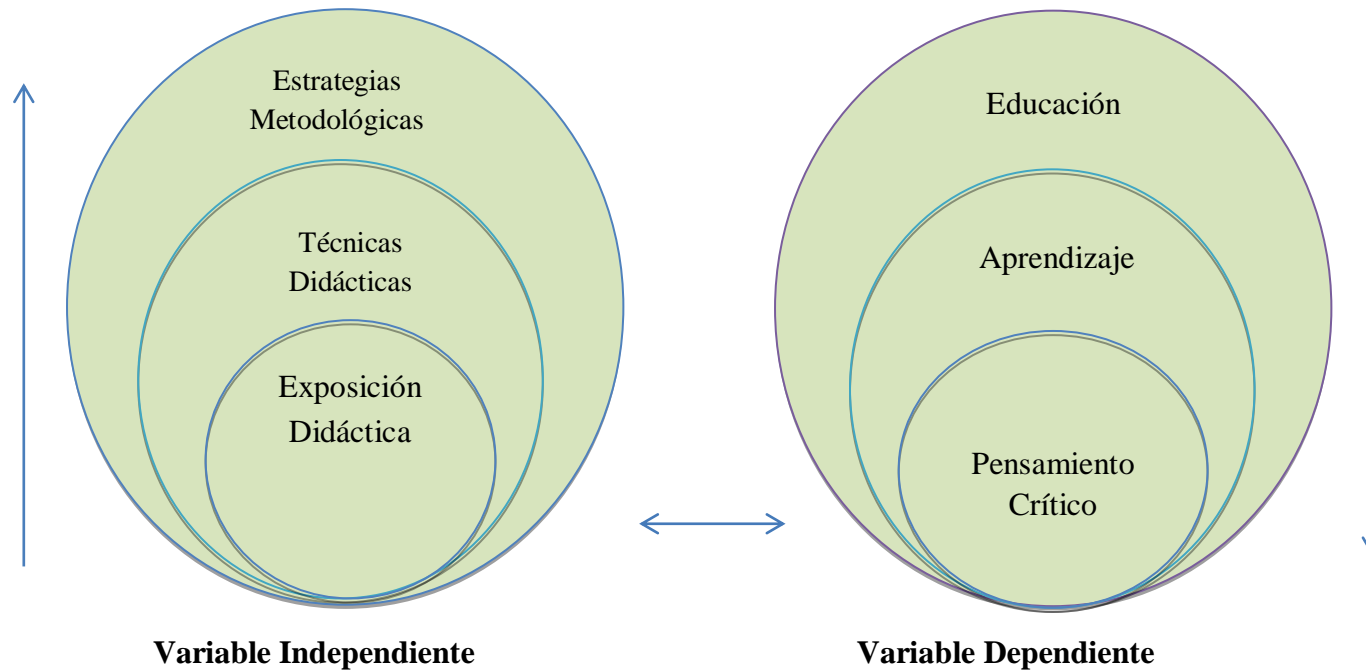 Estrategias
Metodológicas
Técnicas
Didácticas
Exposición
Didáctica
Variable Independiente
Educación
Aprendizaje
Pensamiento
Crítico
Variable Dependiente